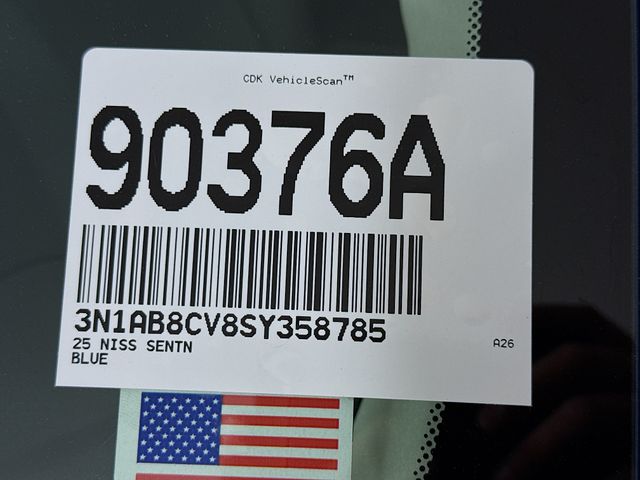 CDK VehicleScan™
90376A
3N1AB8CV8SY358785
25 NISS SENTN
BLUE
A26